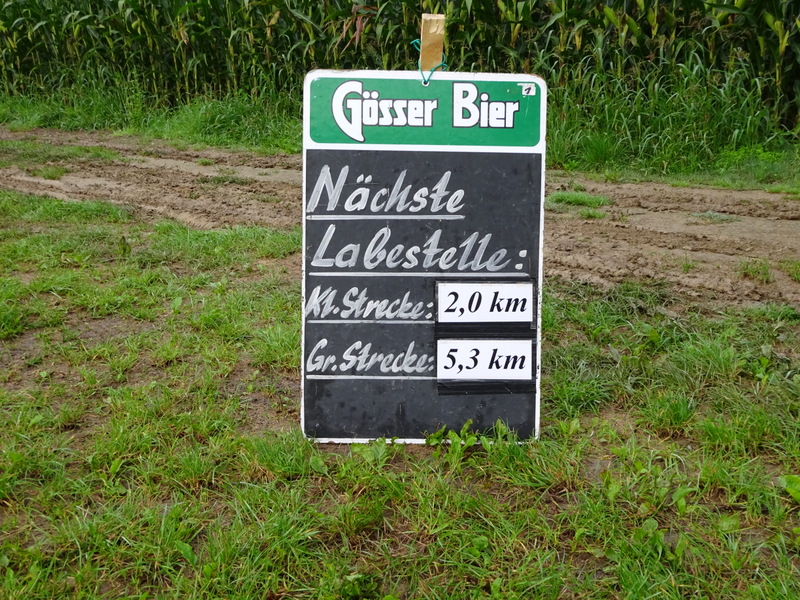 Gösser Bier
Nächste
Labestelle:
Kl. Strecke: 2,0 km
Gr. Strecke: 5,3 km